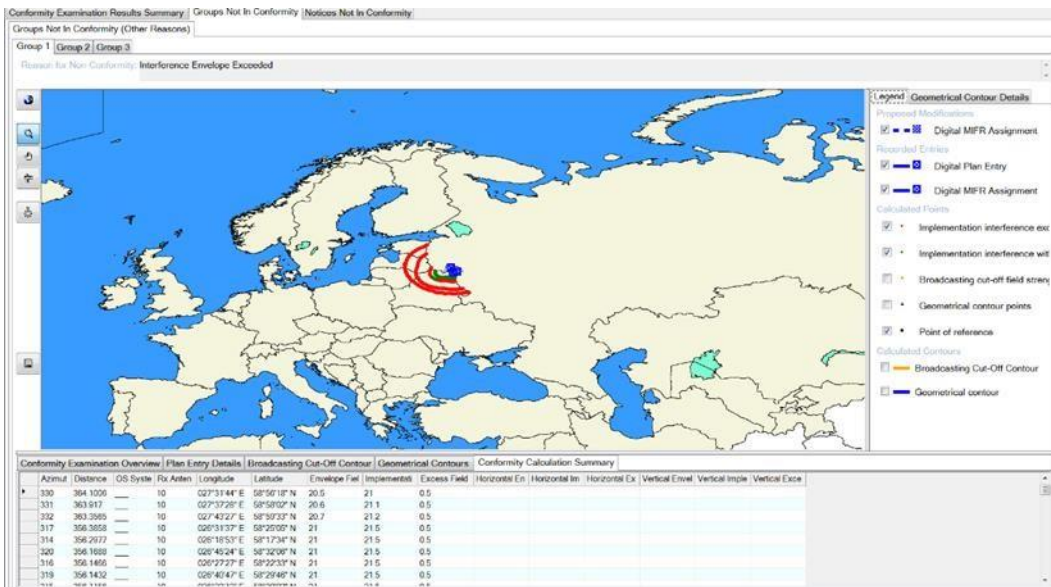 Conformity Examination Results Summary Groups Not In Conformity Notices Not In Conformity
Groups Not In Conformity (Other Reasons)
Group 1 Group 2 Group 3
Reason for Non Conformity: Interference Envelope Exceeded
Legend Geometrical Contour Details
Proposed Modifications
Digital MIFR Assignment
Recorded Entries
Digital Plan Entry
Digital MIFR Assignment
Calculated Points
Implementation interference exc
Implementation interference wit
Broadcasting cut-off field streng
Geometrical contour points
Point of reference
Calculated Contours
Broadcasting Cut-Off Contour
Geometrical contour
Conformity Examination Overview Plan Entry Details Broadcasting Cut-Off Contour Geometrical Contours Conformity Calculation Summary
Azimut Distance OS Syste Rx Anten Longitude Latitude Envelope Fiel Implementati Excess Field Horizontal En Horizontal Im Horizontal Ex Vertical Envel Vertical Imple Vertical Exce
330 364.1006 ___ 10 027°31'44" E 58°56'18" N 20.5 21 0.5
331 363.917 ___ 10 027°37'28" E 58°58'02" N 20.6 21.1 0.5
332 363.3565 ___ 10 027°43'27" E 58°59'33" N 20.7 21.2 0.5
317 356.3858 ___ 10 026°31'37" E 58°25'05" N 21 21.5 0.5
314 356.2977 ___ 10 026°18'53" E 58°17'34" N 21 21.5 0.5
320 356.1688 ___ 10 026°45'24" E 58°32'06" N 21 21.5 0.5
316 356.1466 ___ 10 026°27'27" E 58°22'33" N 21 21.5 0.5
319 356.1432 ___ 10 026°40'47" E 58°29'46" N 21 21.5 0.5